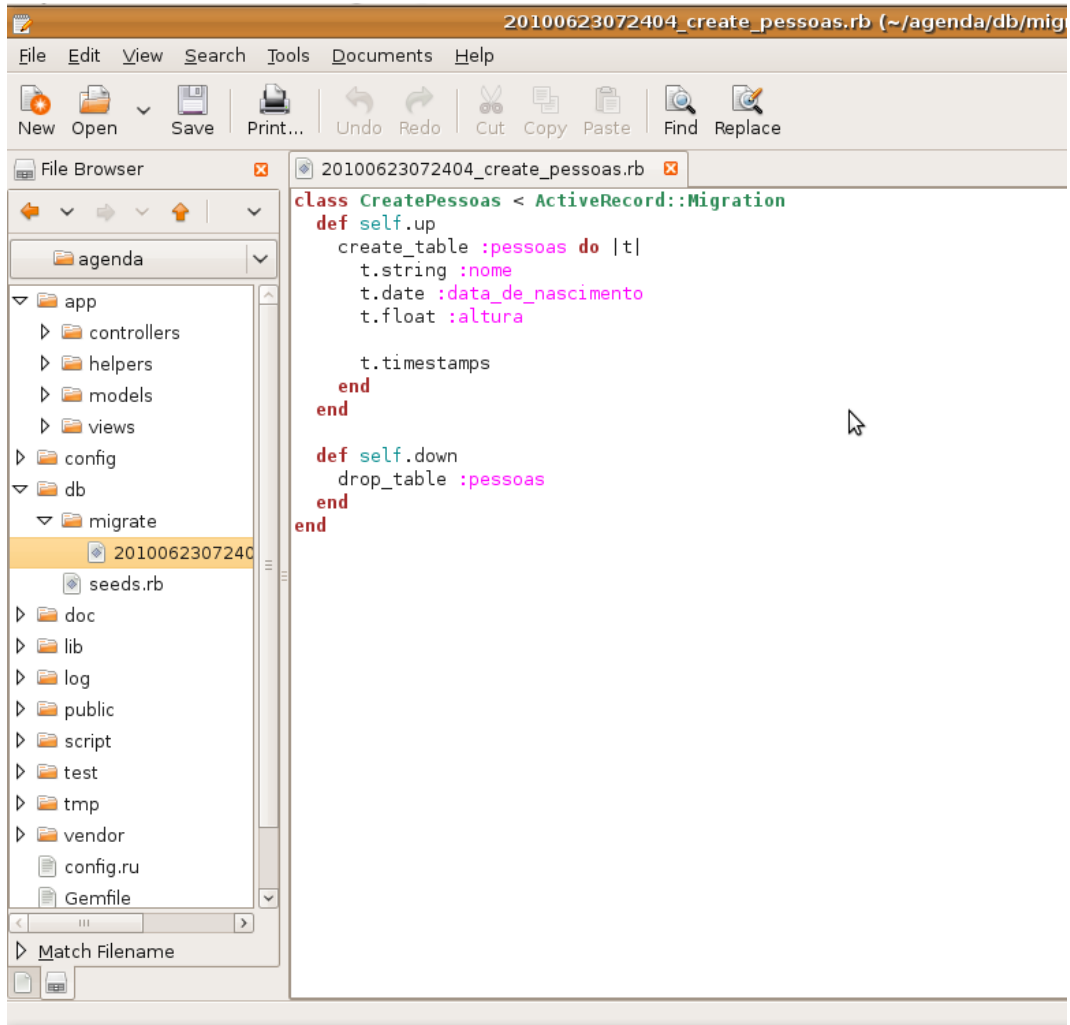 20100623072404_create_pessoas.rb (~/agenda/db/mig
File Edit View Search Tools Documents Help
New Open Save Print... Undo Redo Cut Copy Paste Find Replace
File Browser
20100623072404_create_pessoas.rb
agenda
app
controllers
helpers
models
views
config
db
migrate
2010062307240
seeds.rb
doc
lib
log
public
script
test
tmp
vendor
config.ru
Gemfile
Match Filename
class CreatePessoas < ActiveRecord::Migration
  def self.up
    create_table :pessoas do |t|
      t.string :nome
      t.date :data_de_nascimento
      t.float :altura
      t.timestamps
    end
  end
  def self.down
    drop_table :pessoas
  end
end